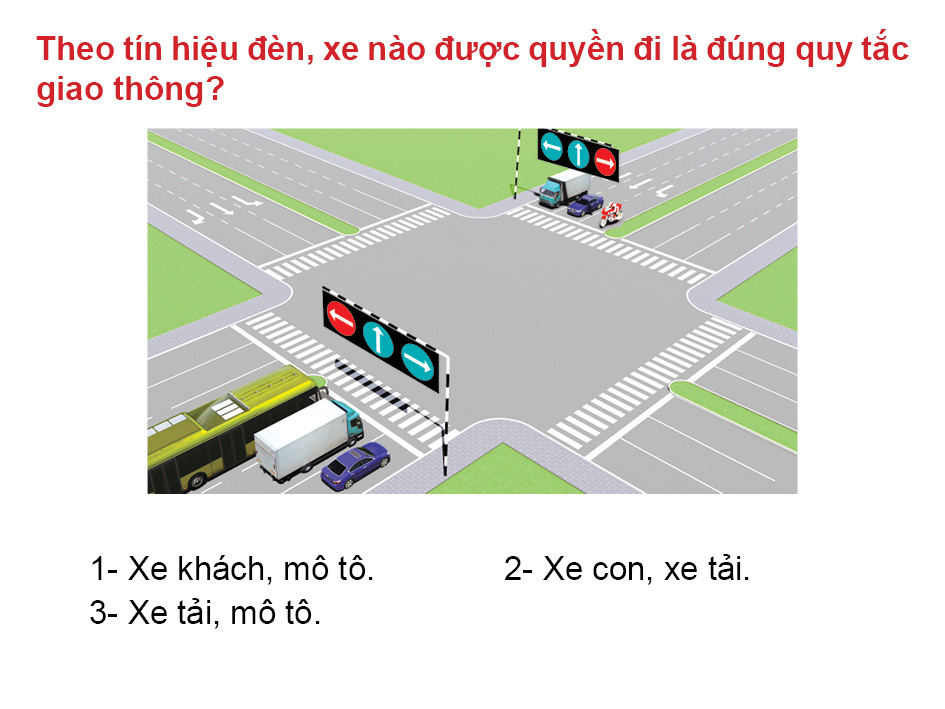 Theo tín hiệu đèn, xe nào được quyền đi là đúng quy tắc
giao thông?
1- Xe khách, mô tô. 2- Xe con, xe tải.
3- Xe tải, mô tô.